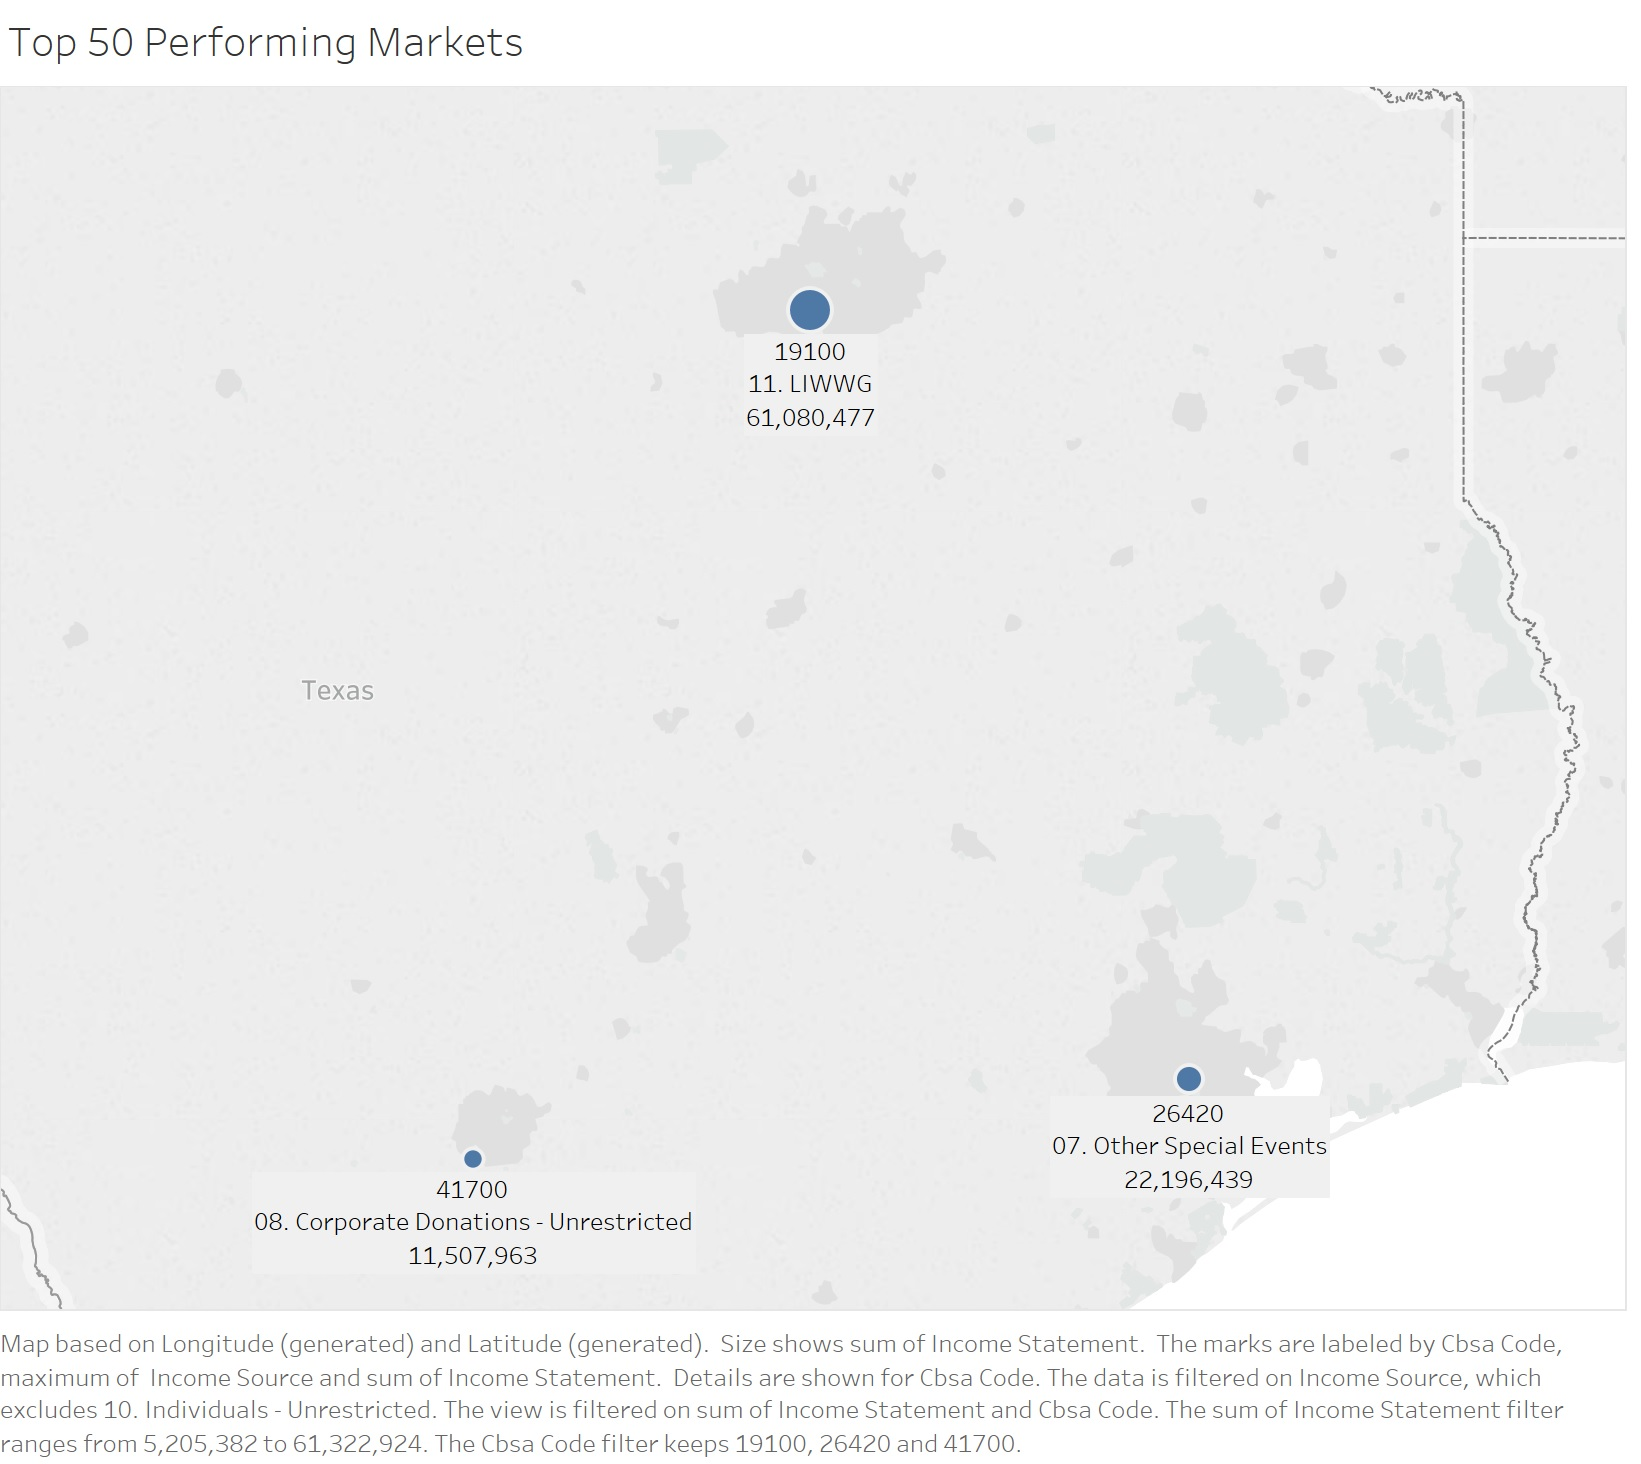 Top 50 Performing Markets
19100
11. LIWWG
61,080,477
Texas
26420
07. Other Special Events
22,196,439
41700
08. Corporate Donations - Unrestricted
11,507,963
Map based on Longitude (generated) and Latitude (generated).  Size shows sum of Income Statement.  The marks are labeled by Cbsa Code,
maximum of  Income Source and sum of Income Statement.  Details are shown for Cbsa Code. The data is filtered on Income Source, which
excludes 10. Individuals - Unrestricted. The view is filtered on sum of Income Statement and Cbsa Code. The sum of Income Statement filter
ranges from 5,205,382 to 61,322,924. The Cbsa Code filter keeps 19100, 26420 and 41700.